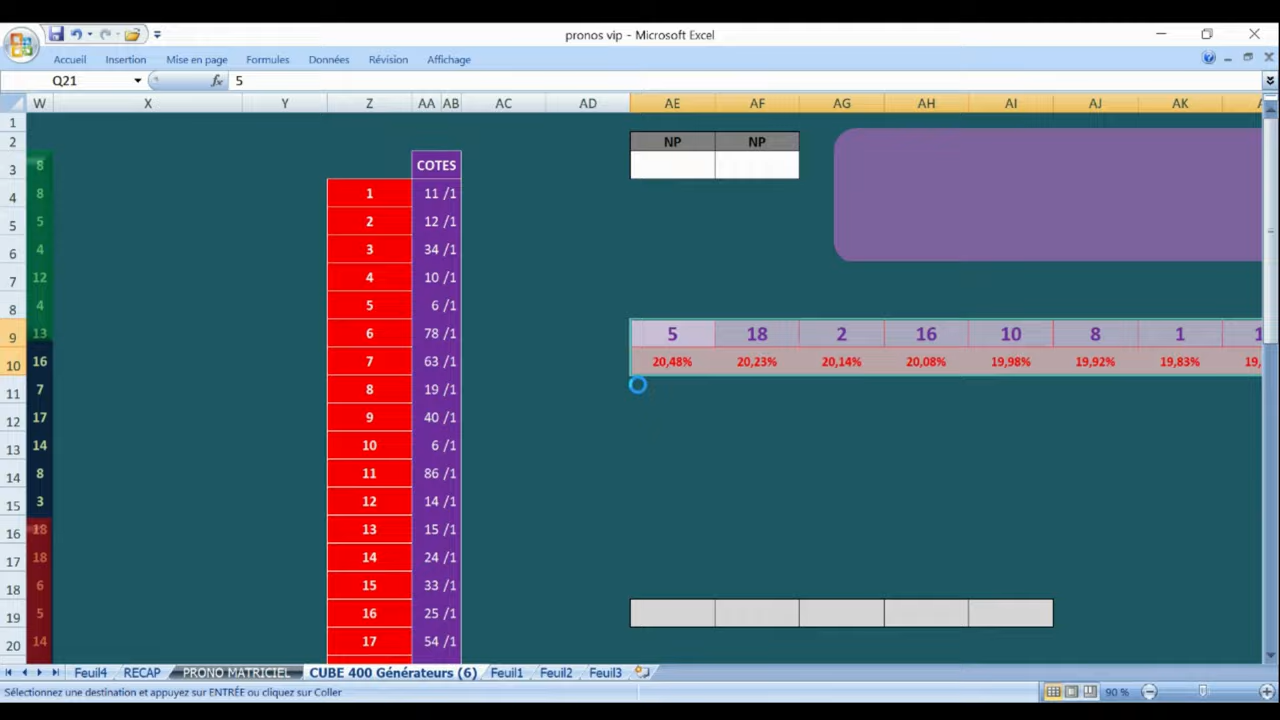 pronos vip - Microsoft Excel
Accueil Insertion Mise en page Formules Données Révision Affichage
Q21 fx 5
W X Y Z AA AB AC AD AE AF AG AH AI AJ AK
1
2 NP NP
3 8 COTES
4 8 1 11 /1
5 5 2 12 /1
6 4 3 34 /1
7 12 4 10 /1
8 4 5 6 /1
9 13 6 78 /1 5 18 2 16 10 8 1
10 16 7 63 /1 20,48% 20,23% 20,14% 20,08% 19,98% 19,92% 19,83%
11 7 8 19 /1
12 17 9 40 /1
13 14 10 6 /1
14 8 11 86 /1
15 3 12 14 /1
16 18 13 15 /1
17 18 14 24 /1
18 6 15 33 /1
19 5 16 25 /1
20 14 17 54 /1
Feuil4 RECAP PRONO MATRICIEL CUBE 400 Générateurs (6) Feuil1 Feuil2 Feuil3
Sélectionnez une destination et appuyez sur ENTRÉE ou cliquez sur Coller 90 %